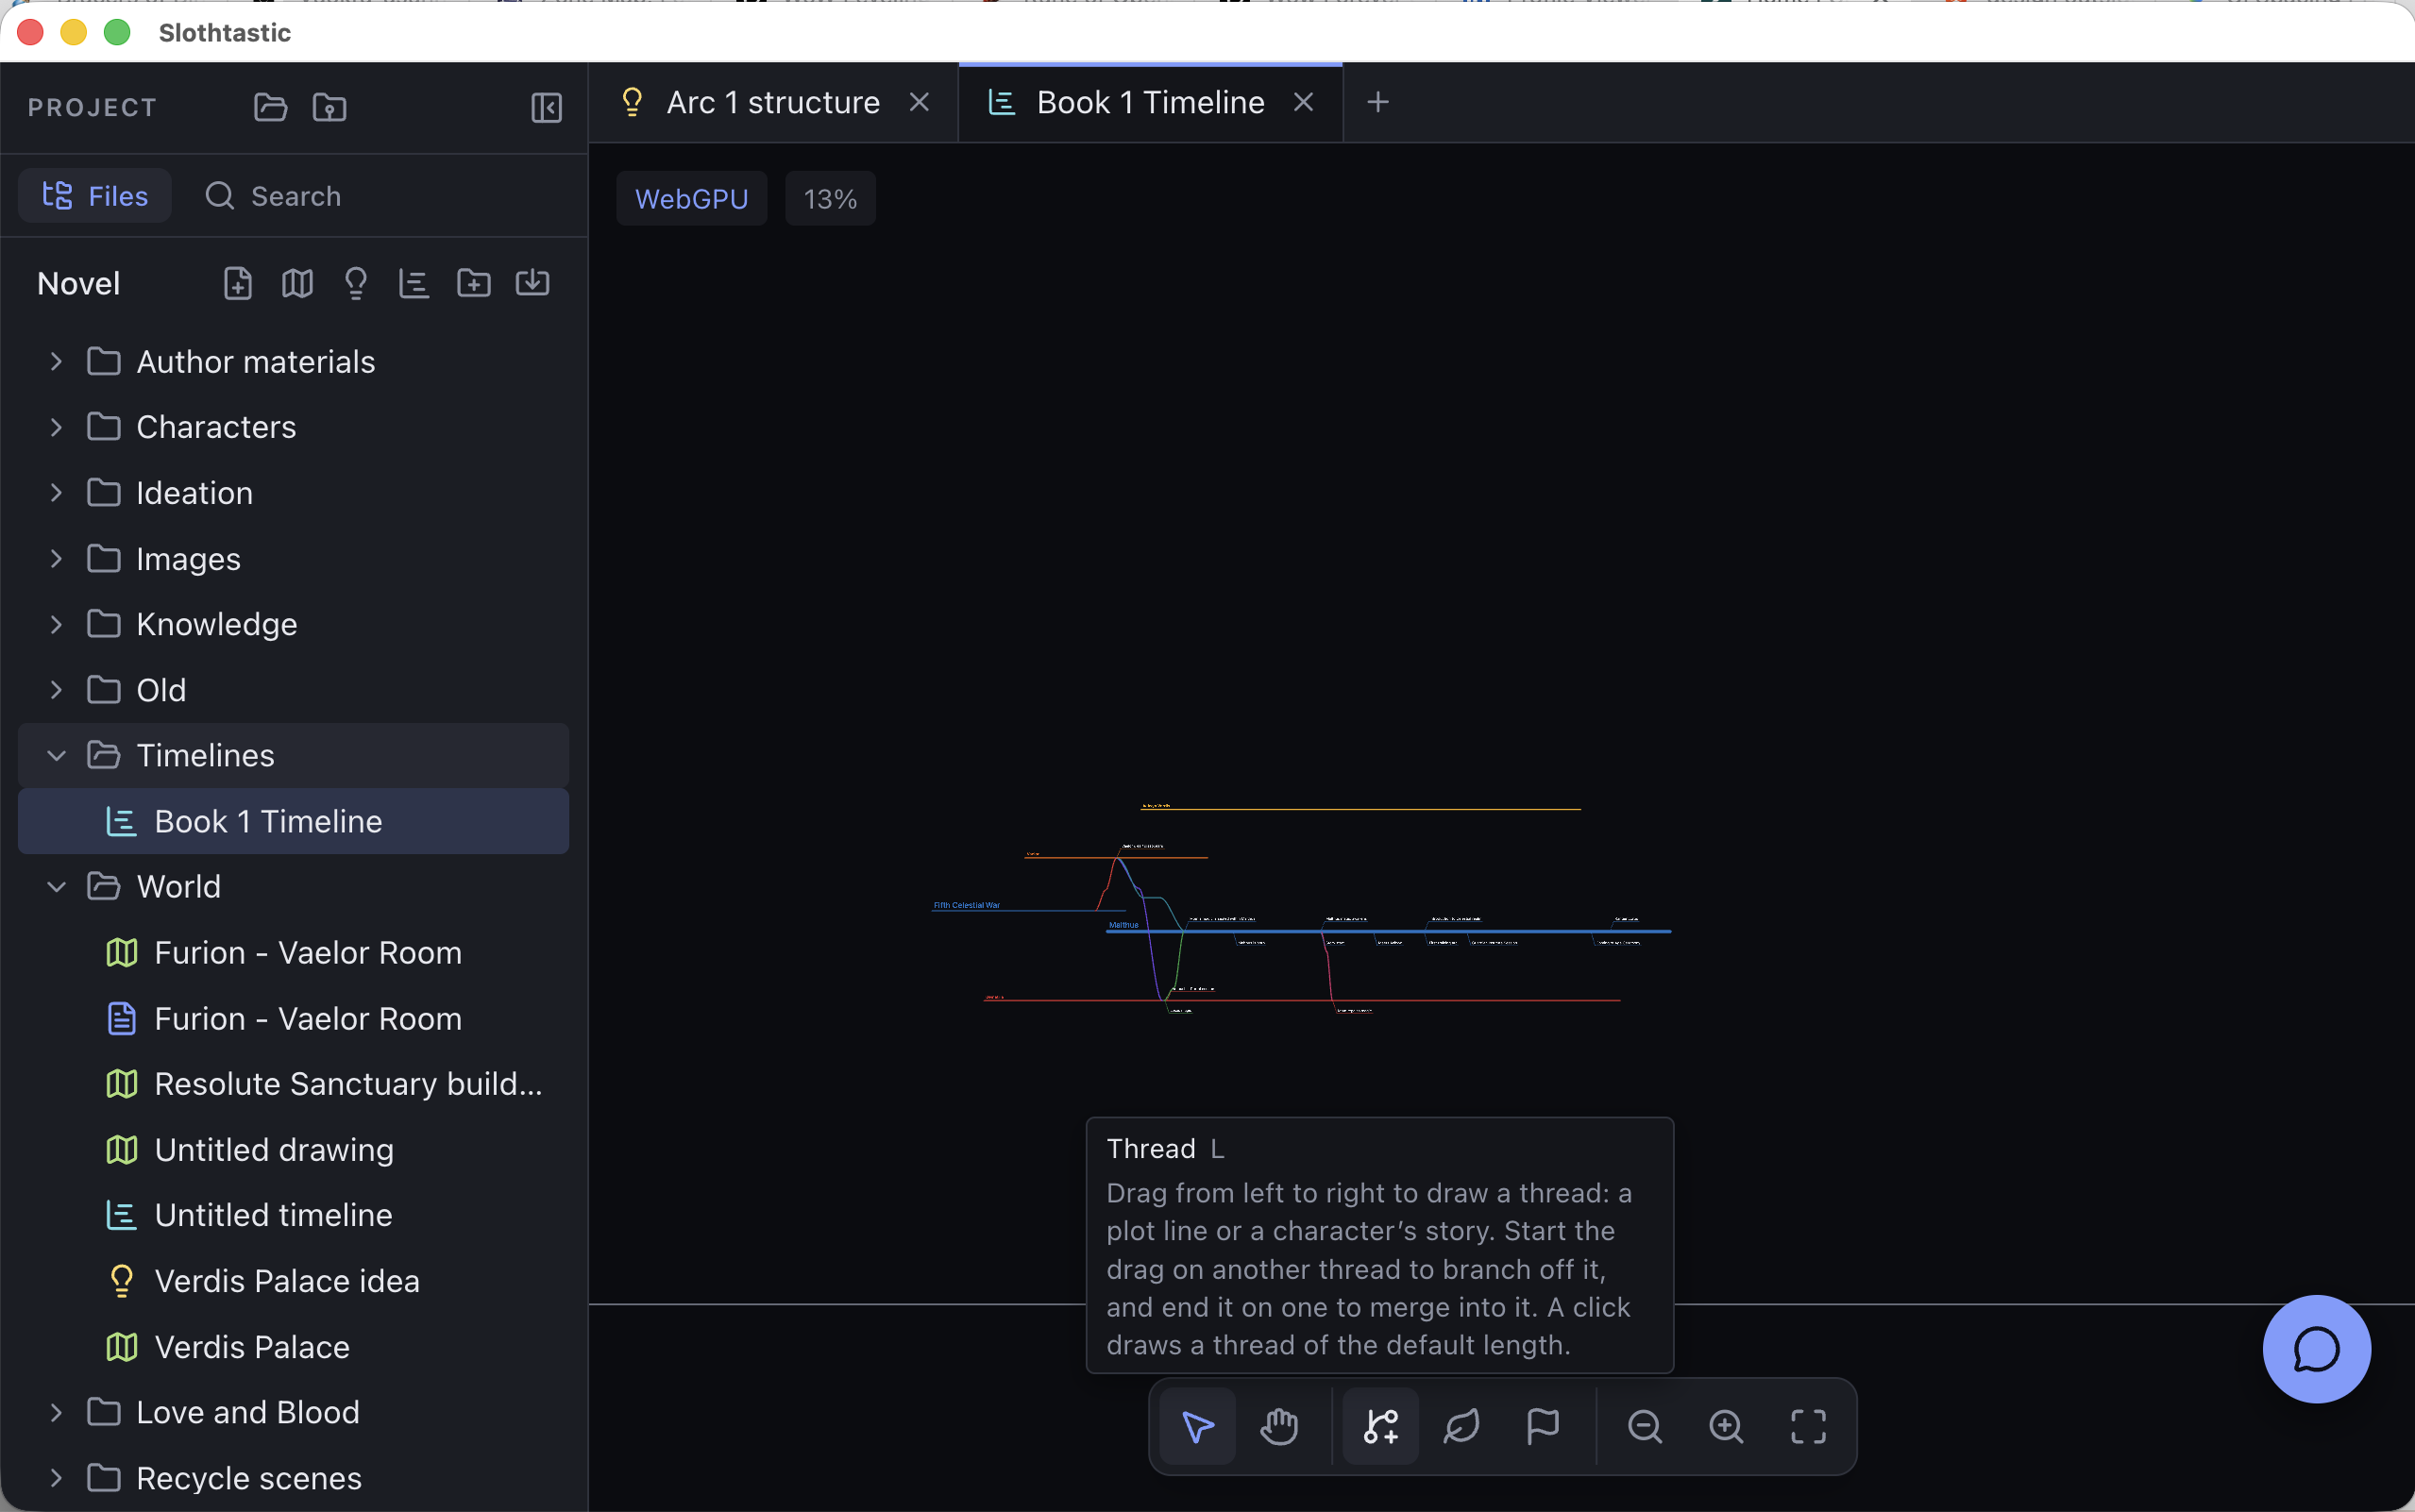 Slothtastic
PROJECT
Arc 1 structure
Book 1 Timeline
Files
Search
WebGPU
13%
Novel
Author materials
Characters
Ideation
Images
Knowledge
Old
Timelines
Book 1 Timeline
World
Furion - Vaelor Room
Furion - Vaelor Room
Resolute Sanctuary build...
Untitled drawing
Untitled timeline
Verdis Palace idea
Verdis Palace
Love and Blood
Recycle scenes
Fifth Celestial War
Malthus
Thread L
Drag from left to right to draw a thread: a
plot line or a character’s story. Start the
drag on another thread to branch off it,
and end it on one to merge into it. A click
draws a thread of the default length.